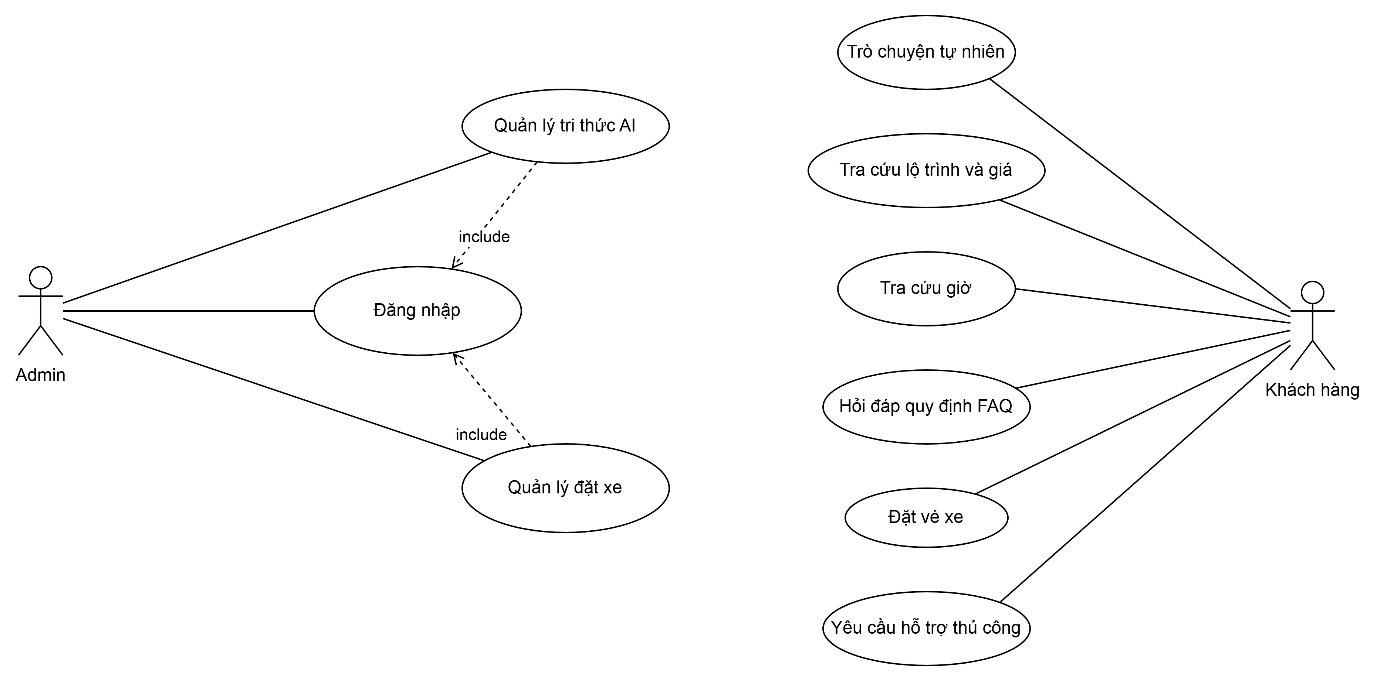 Trò chuyện tự nhiên
Quản lý tri thức AI
Tra cứu lộ trình và giá
include
Tra cứu giờ
Đăng nhập
Admin
Khách hàng
Hỏi đáp quy định FAQ
include
Quản lý đặt xe
Đặt vé xe
Yêu cầu hỗ trợ thủ công